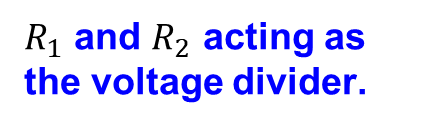 R₁ and R₂ acting as
the voltage divider.